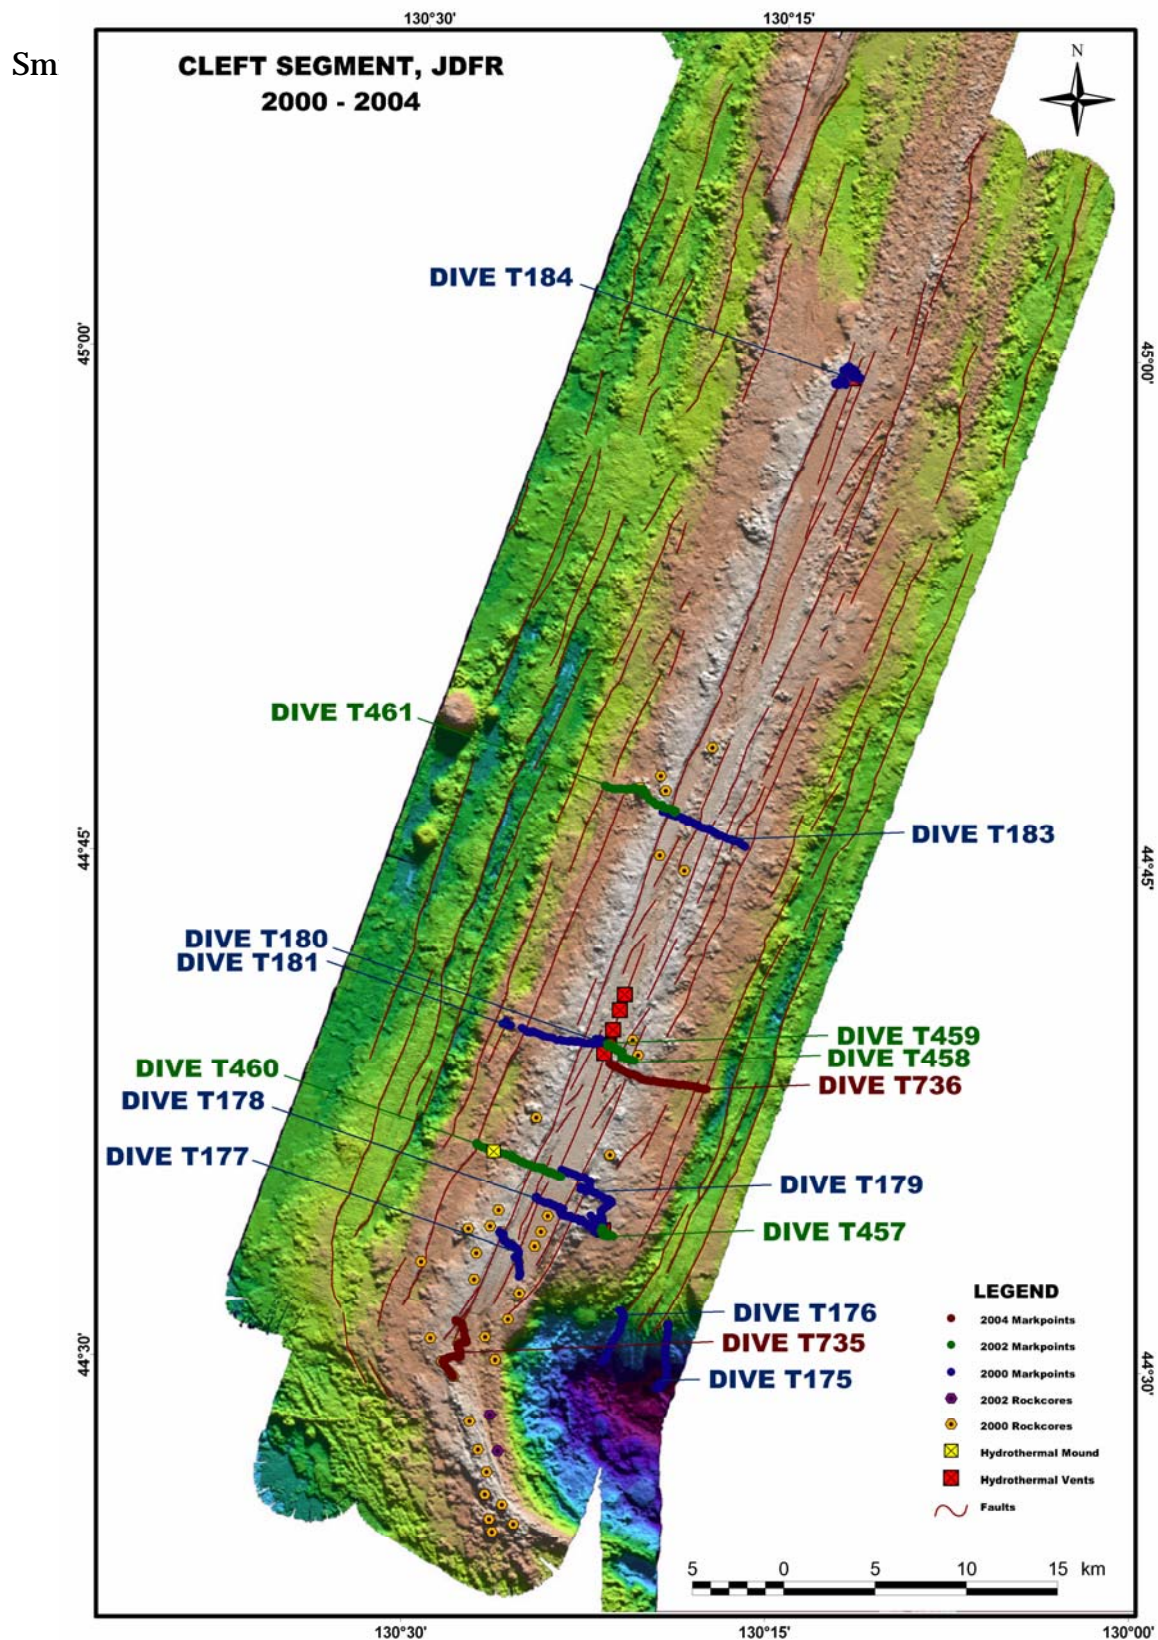 130°30' 130°15'
Sm
CLEFT SEGMENT, JDFR
2000 - 2004
N
DIVE T184
45°00' 45°00'
DIVE T461
DIVE T183
44°45' 44°45'
DIVE T180
DIVE T181
DIVE T459
DIVE T458
DIVE T460
DIVE T736
DIVE T178
DIVE T177
DIVE T179
DIVE T457
LEGEND
DIVE T176
2004 Markpoints
DIVE T735
2002 Markpoints
44°30' 44°30'
DIVE T175
2000 Markpoints
2002 Rockcores
2000 Rockcores
Hydrothermal Mound
Hydrothermal Vents
Faults
5 0 5 10 15 km
130°30' 130°15' 130°00'